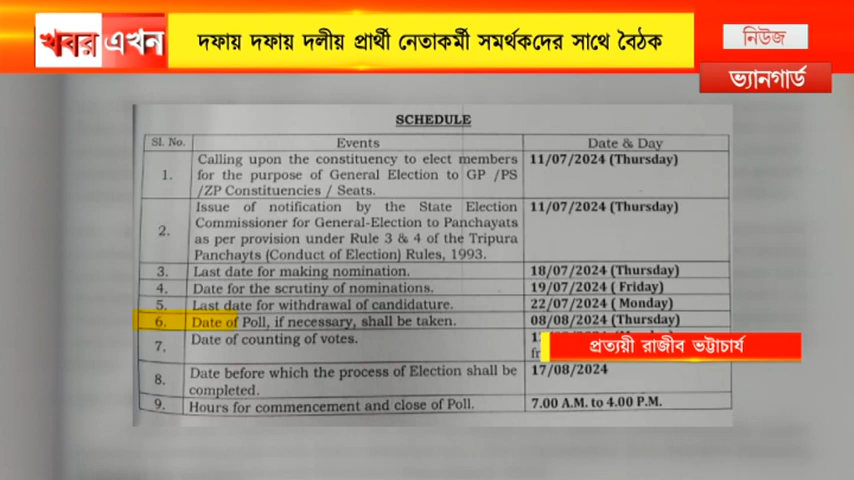 খবর এখন
দফায় দফায় দলীয় প্রার্থী নেতাকর্মী সমর্থকদের সাথে বৈঠক
নিউজ
ভ্যানগার্ড
SCHEDULE
Sl. No. Events Date & Day
1. Calling upon the constituency to elect members for the purpose of General Election to GP /PS /ZP Constituencies / Seats. 11/07/2024 (Thursday)
2. Issue of notification by the State Election Commissioner for General-Election to Panchayats as per provision under Rule 3 & 4 of the Tripura Panchayts (Conduct of Election) Rules, 1993. 11/07/2024 (Thursday)
3. Last date for making nomination. 18/07/2024 (Thursday)
4. Date for the scrutiny of nominations. 19/07/2024 ( Friday)
5. Last date for withdrawal of candidature. 22/07/2024 ( Monday)
6. Date of Poll, if necessary, shall be taken. 08/08/2024 (Thursday)
7. Date of counting of votes.
প্রত্যয়ী রাজীব ভট্টাচার্য
8. Date before which the process of Election shall be completed. 17/08/2024
9. Hours for commencement and close of Poll. 7.00 A.M. to 4.00 P.M.